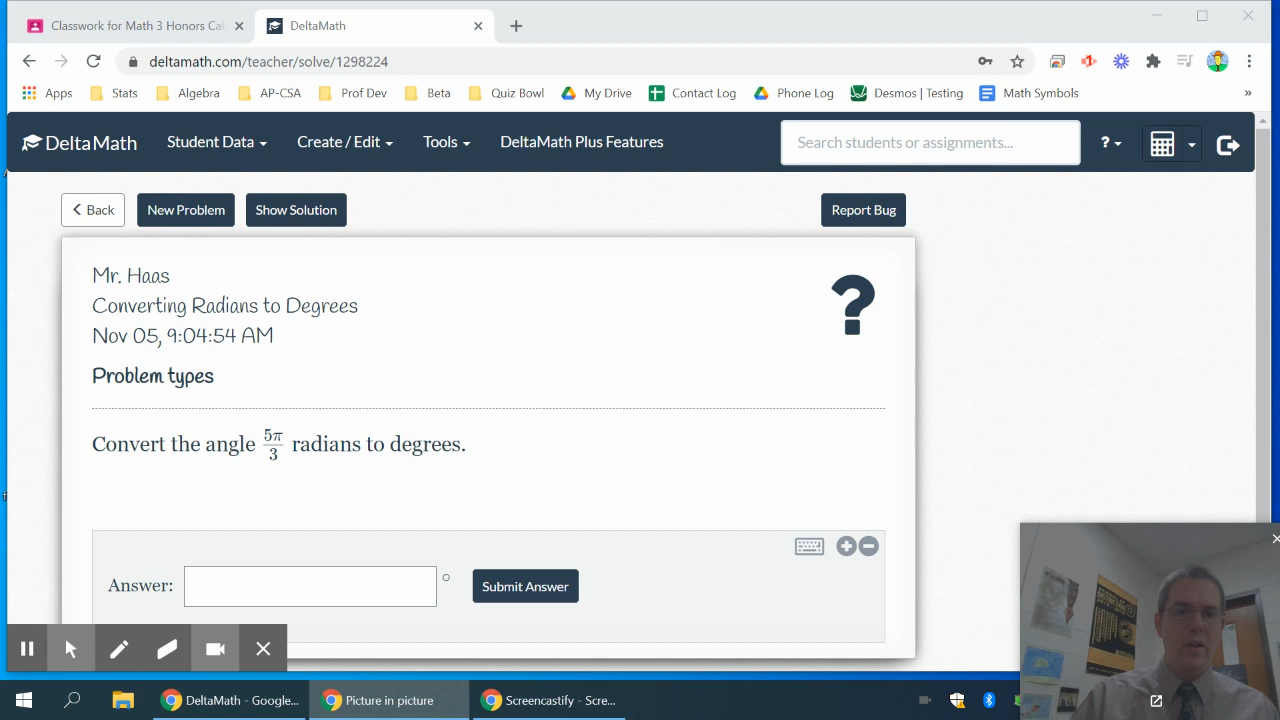 Classwork for Math 3 Honors Cal
DeltaMath
deltamath.com/teacher/solve/1298224
Apps Stats Algebra AP-CSA Prof Dev Beta Quiz Bowl My Drive Contact Log Phone Log Desmos | Testing Math Symbols »
DeltaMath Student Data Create / Edit Tools DeltaMath Plus Features Search students or assignments... ?
Back New Problem Show Solution Report Bug
Mr. Haas
?
Converting Radians to Degrees
Nov 05, 9:04:54 AM
Problem types
Convert the angle 5π/3 radians to degrees.
Answer: ° Submit Answer
DeltaMath - Google... Picture in picture Screencastify - Scre...